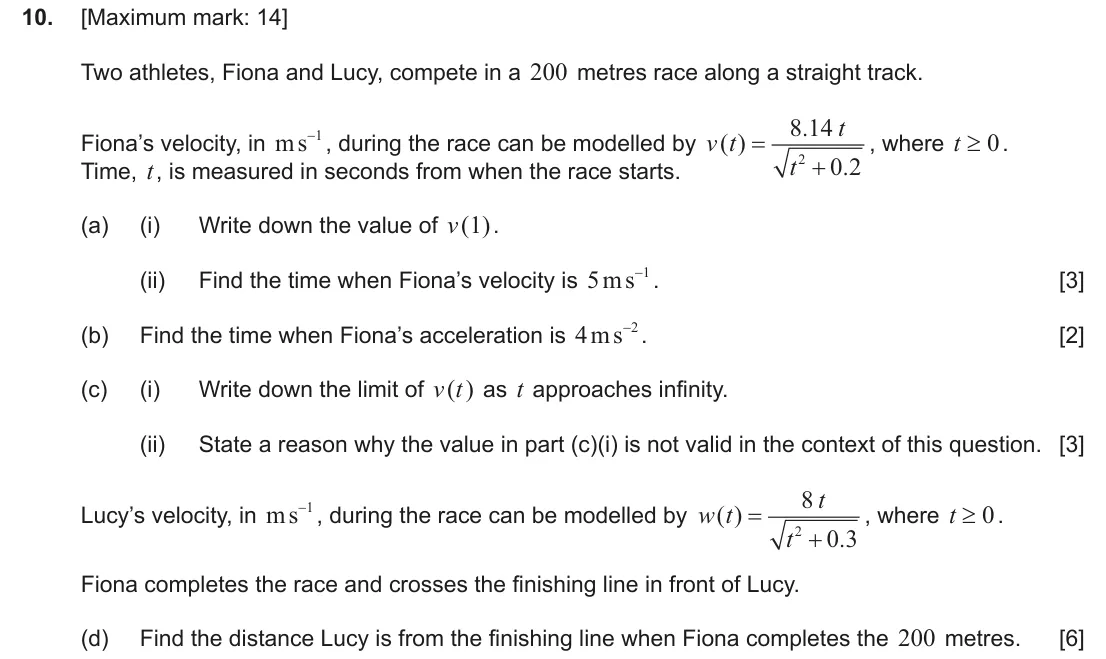 10. [Maximum mark: 14]
Two athletes, Fiona and Lucy, compete in a 200 metres race along a straight track.
Fiona's velocity, in m s⁻¹, during the race can be modelled by v(t) = 8.14 t / √(t² + 0.2), where t ≥ 0.
Time, t, is measured in seconds from when the race starts.
(a) (i) Write down the value of v(1).
(ii) Find the time when Fiona's velocity is 5 m s⁻¹. [3]
(b) Find the time when Fiona's acceleration is 4 m s⁻². [2]
(c) (i) Write down the limit of v(t) as t approaches infinity.
(ii) State a reason why the value in part (c)(i) is not valid in the context of this question. [3]
Lucy's velocity, in m s⁻¹, during the race can be modelled by w(t) = 8 t / √(t² + 0.3), where t ≥ 0.
Fiona completes the race and crosses the finishing line in front of Lucy.
(d) Find the distance Lucy is from the finishing line when Fiona completes the 200 metres. [6]